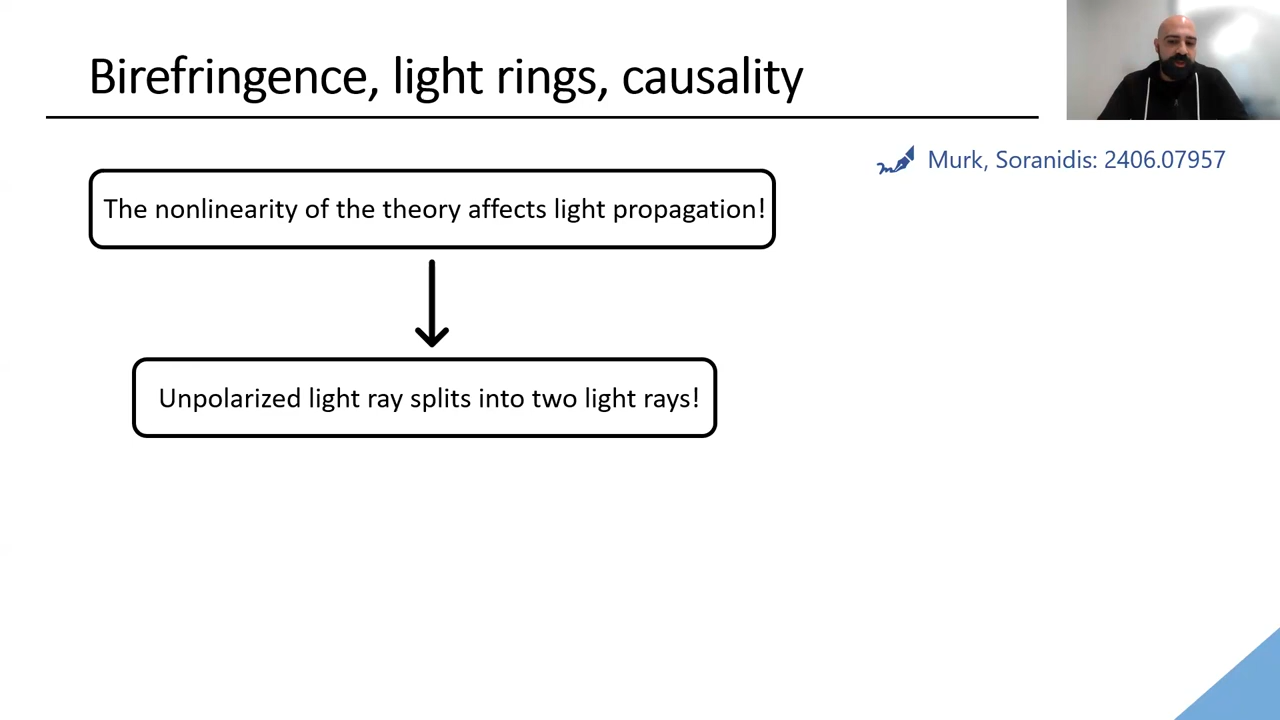 Birefringence, light rings, causality
Murk, Soranidis: 2406.07957
The nonlinearity of the theory affects light propagation!
Unpolarized light ray splits into two light rays!